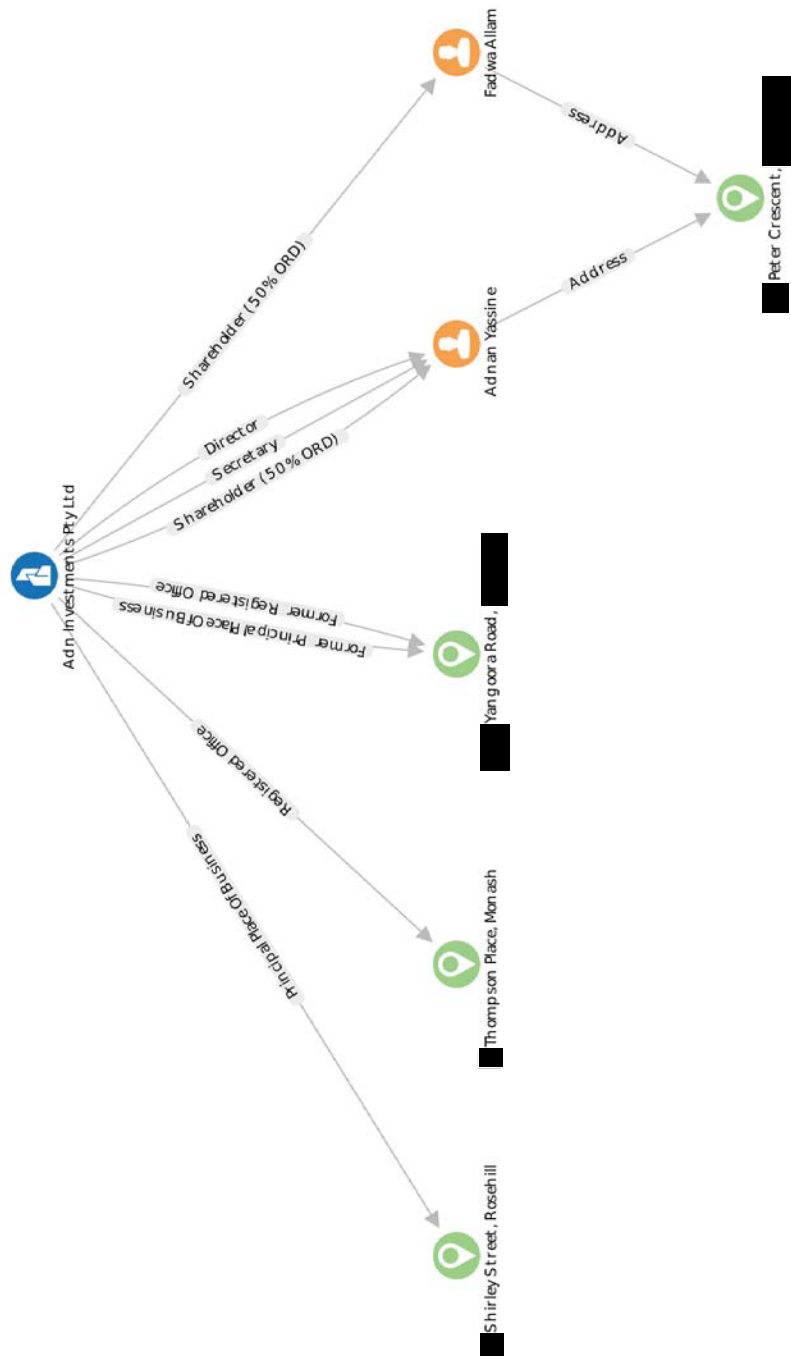 Adn Investments Pty Ltd
Principal Place Of Business
Registered Office
Former Principal Place Of Business
Former Registered Office
Shareholder (50% ORD)
Secretary
Director
Shareholder (50% ORD)
Shirley Street, Rosehill
Thompson Place, Monash
Yangoora Road,
Adnan Yassine
Fadwa Allam
Address
Address
Peter Crescent,